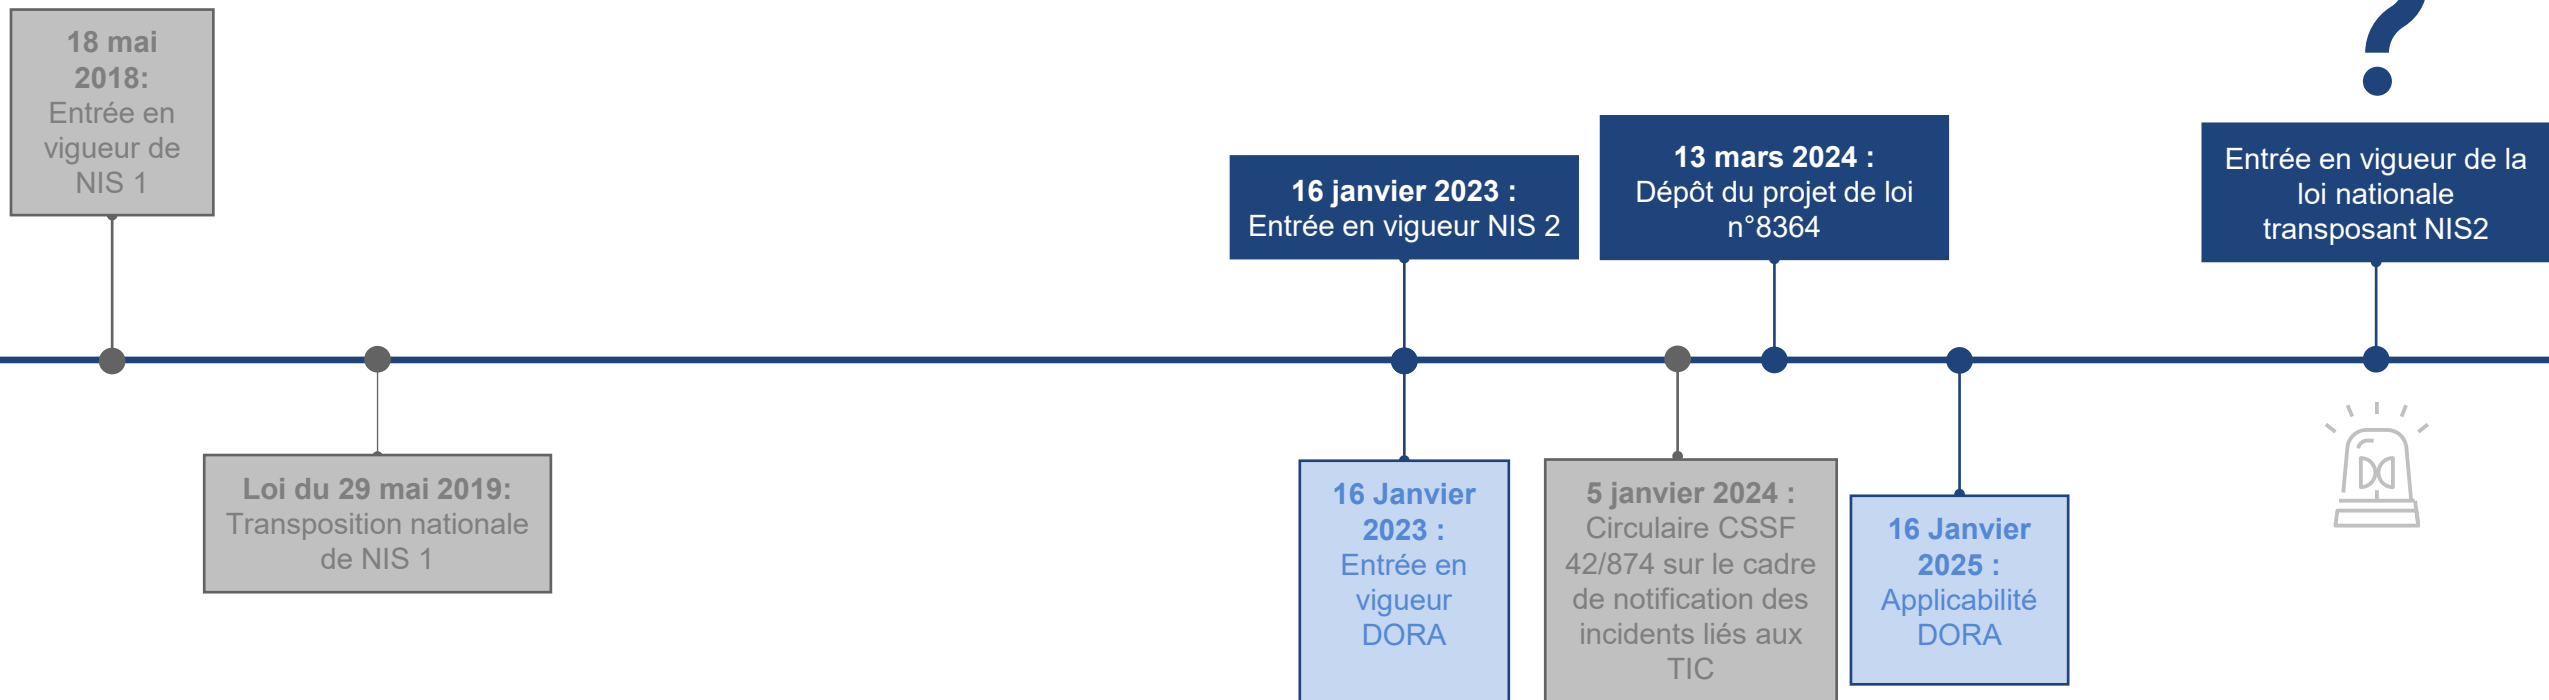 18 mai
2018:
Entrée en
vigueur de
NIS 1
Loi du 29 mai 2019:
Transposition nationale
de NIS 1
16 janvier 2023 :
Entrée en vigueur NIS 2
16 Janvier
2023 :
Entrée en
vigueur
DORA
5 janvier 2024 :
Circulaire CSSF
42/874 sur le cadre
de notification des
incidents liés aux
TIC
13 mars 2024 :
Dépôt du projet de loi
n°8364
16 Janvier
2025 :
Applicabilité
DORA
?
Entrée en vigueur de la
loi nationale
transposant NIS2